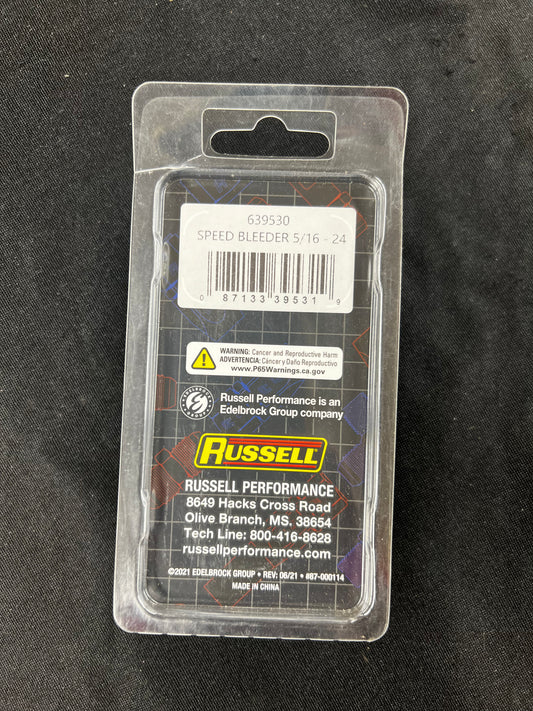 639530
SPEED BLEEDER 5/16 - 24
0 87133 39531 9
WARNING: Cancer and Reproductive Harm
ADVERTENCIA: Cáncer y Daño Reproductivo
www.P65Warnings.ca.gov
EDELBROCK
GROUP
Russell Performance is an
Edelbrock Group company
RUSSELL
RUSSELL PERFORMANCE
8649 Hacks Cross Road
Olive Branch, MS. 38654
Tech Line: 800-416-8628
russellperformance.com
©2021 EDELBROCK GROUP • REV: 06/21 • #87-000114
MADE IN CHINA